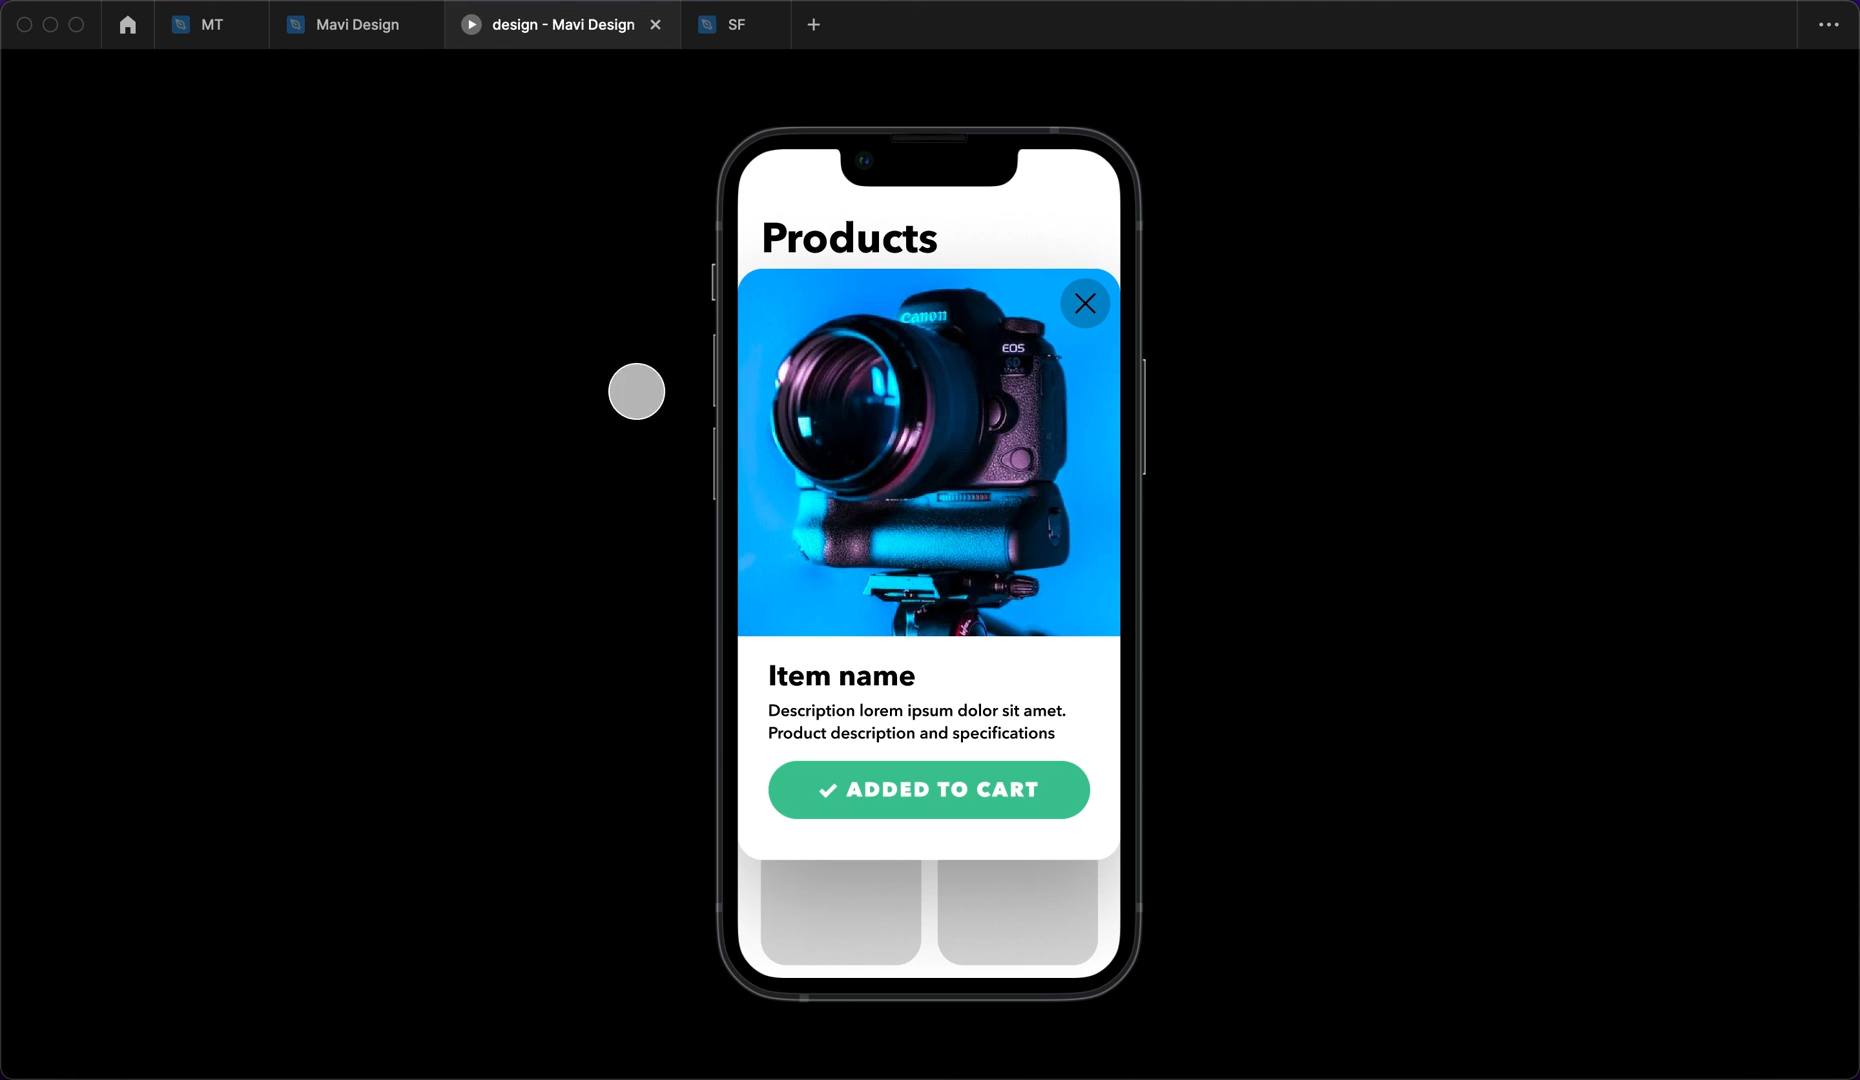 MT
Mavi Design
design - Mavi Design
SF
Products
Canon
EOS
6D
Item name
Description lorem ipsum dolor sit amet.
Product description and specifications
ADDED TO CART